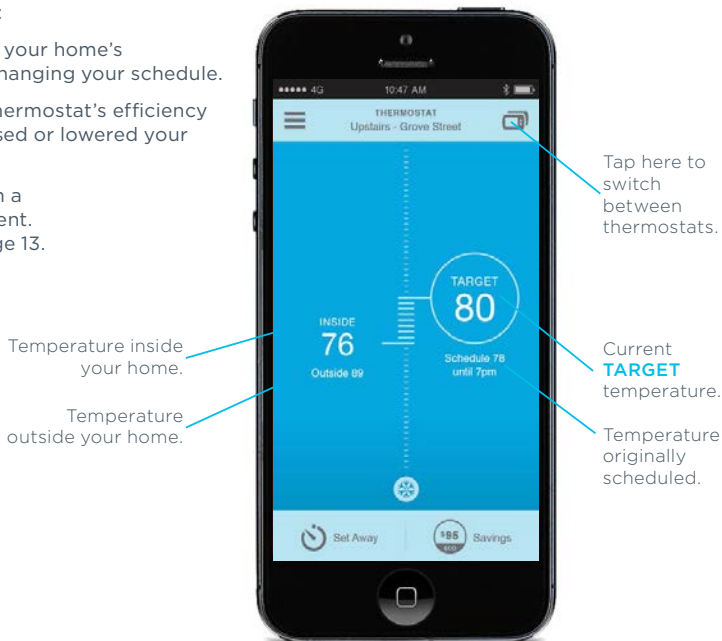 your home's
hanging your schedule.
hermostat's efficiency
sed or lowered your
n a
ent.
ge 13.
4G 10:47 AM
THERMOSTAT
Upstairs - Grove Street
Tap here to
switch
between
thermostats.
TARGET
80
INSIDE
76
Outside 89
Schedule 78
until 7pm
Temperature inside
your home.
Temperature
outside your home.
Current
TARGET
temperature.
Temperature
originally
scheduled.
Set Away
$95
ECO
Savings